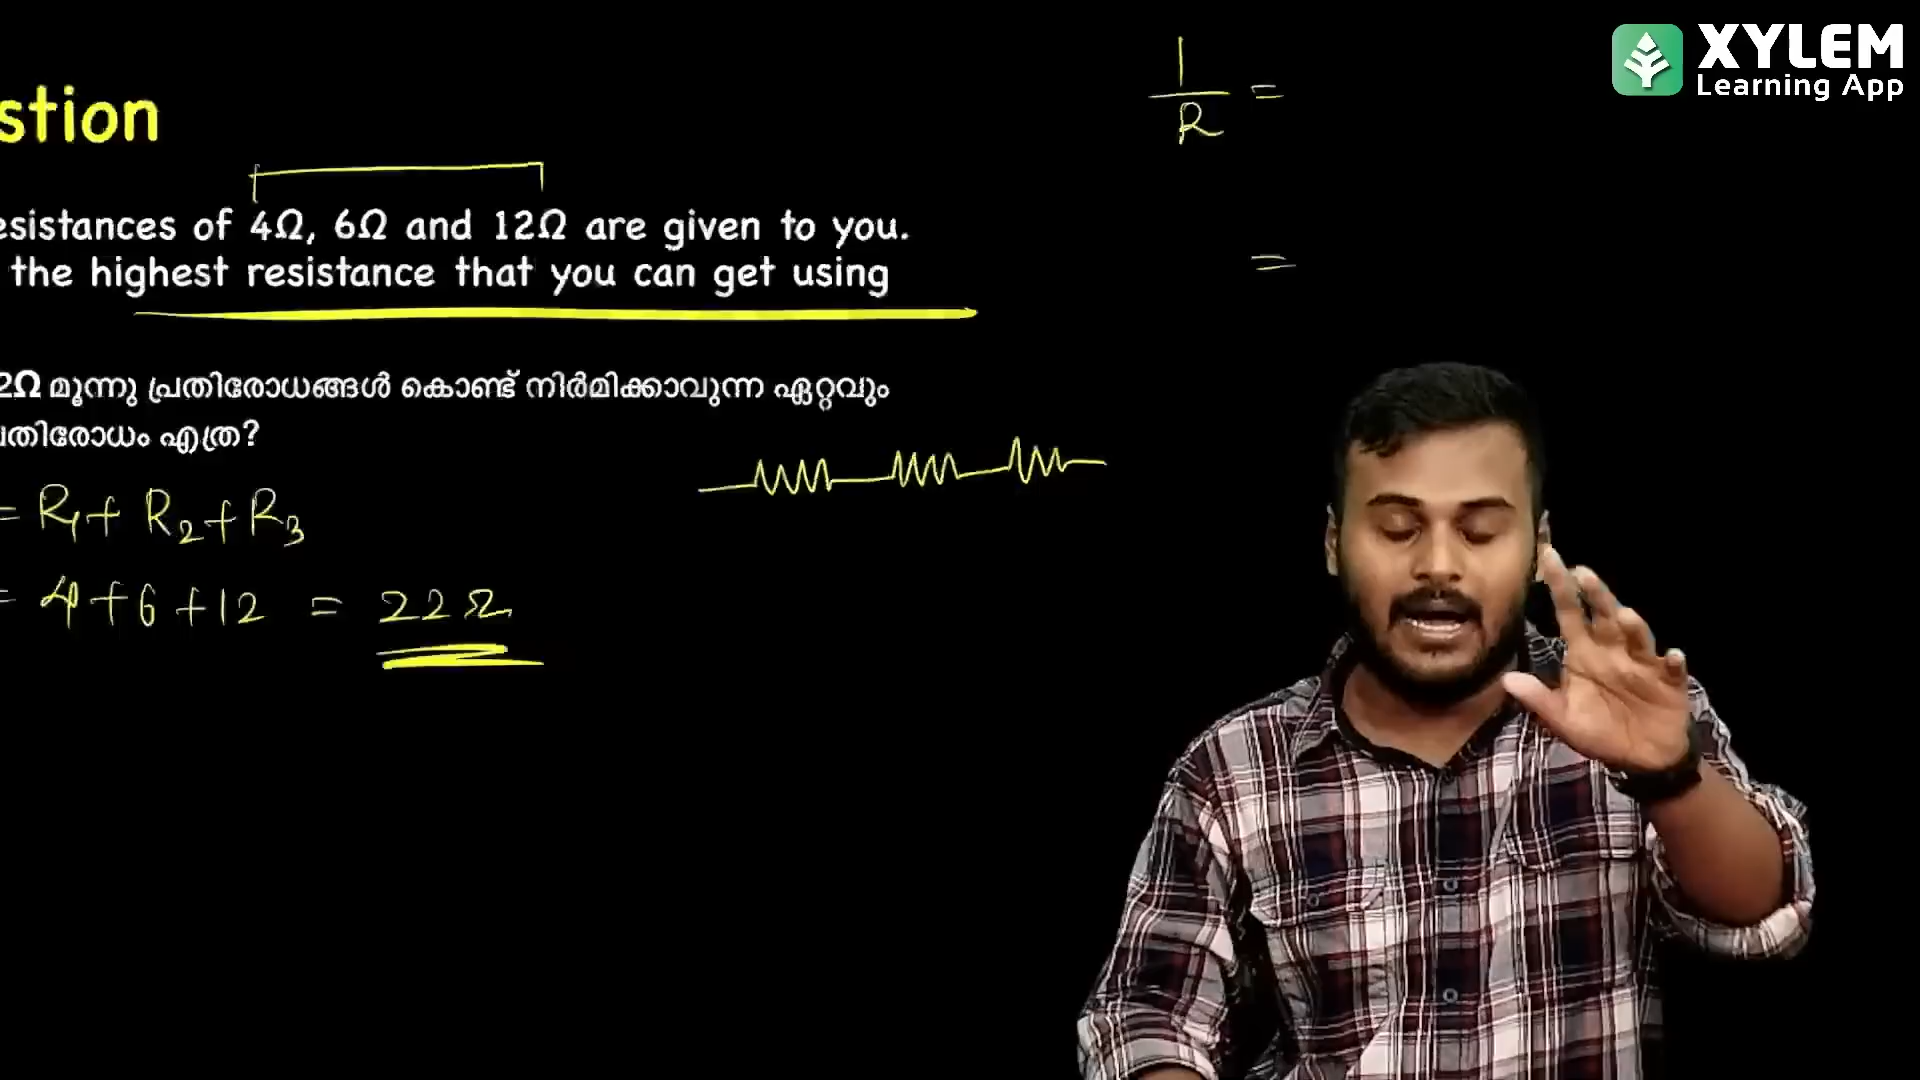 XYLEM
Learning App
stion
esistances of 4Ω, 6Ω and 12Ω are given to you.
the highest resistance that you can get using
2Ω മൂന്നു പ്രതിരോധങ്ങൾ കൊണ്ട് നിർമിക്കാവുന്ന ഏറ്റവും
പ്രതിരോധം എത്ര?
= R1 + R2 + R3
= 4 + 6 + 12 = 22Ω
1
R =
=